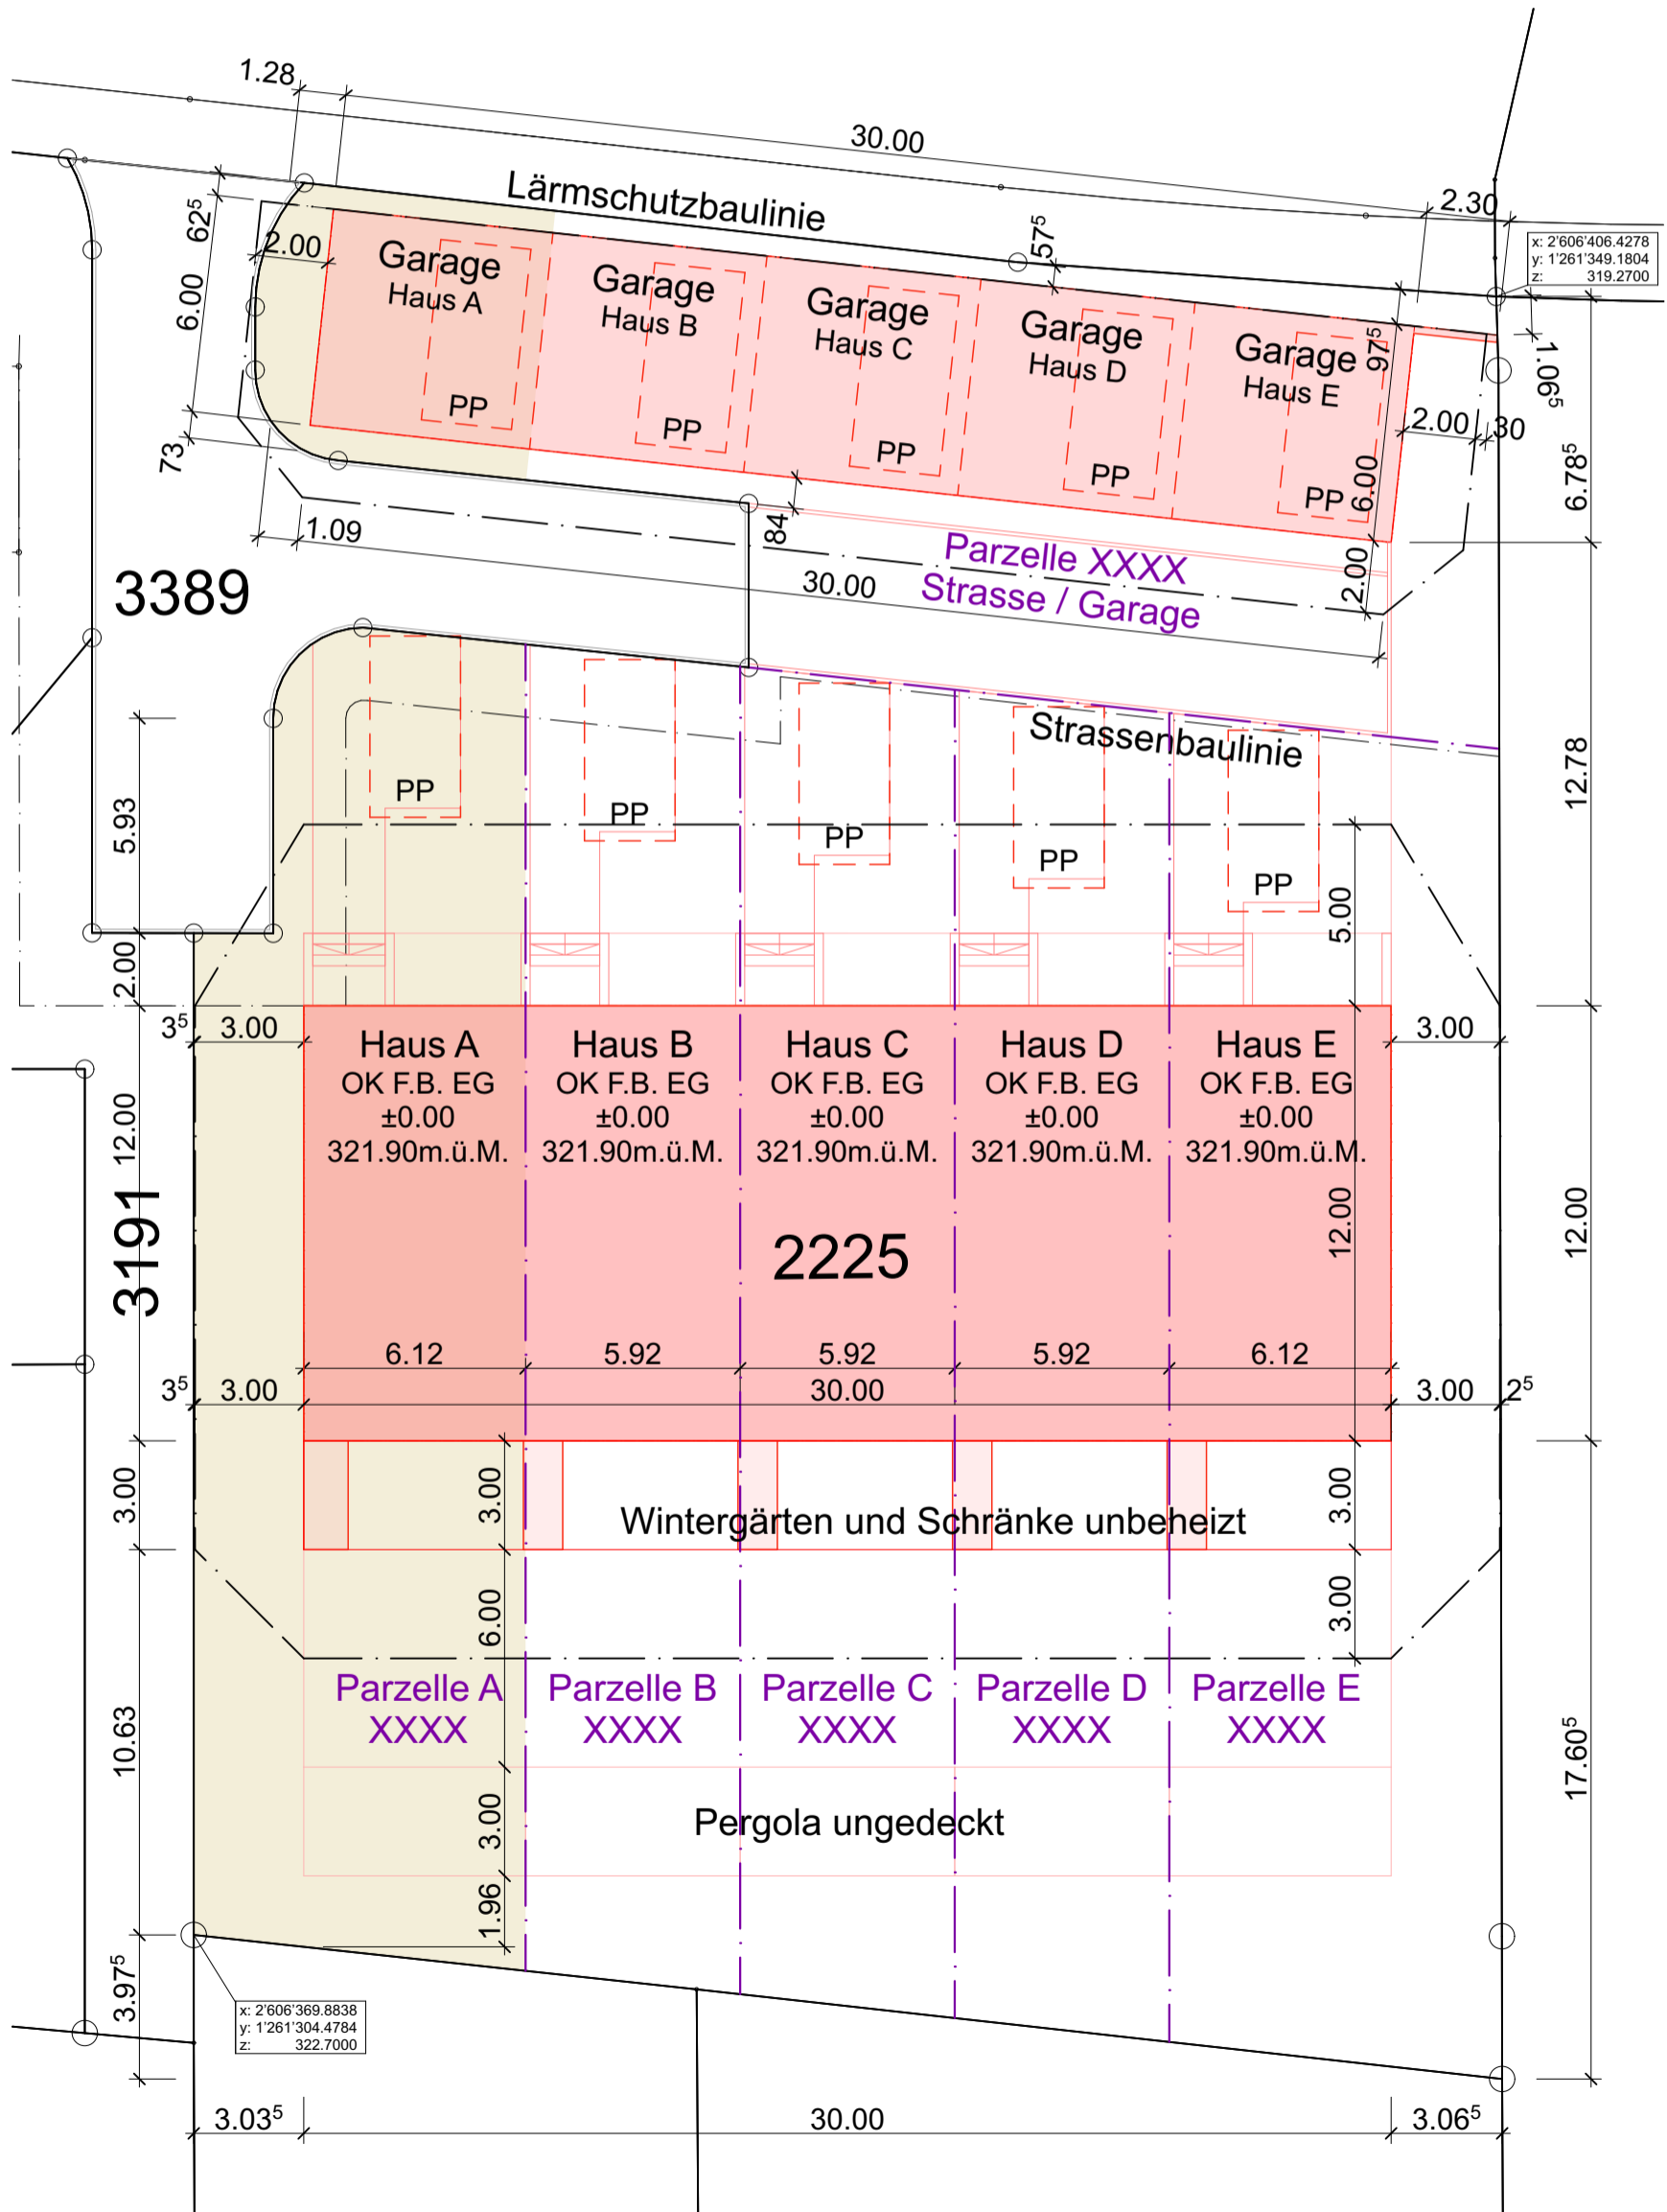 1.28
30.00
Lärmschutzbaulinie
2.30
62⁵
2.00
57⁵
x: 2'606'406.4278
y: 1'261'349.1804
z: 319.2700
Garage
Haus A
Garage
Haus B
Garage
Haus C
Garage
Haus D
Garage
Haus E
6.00
97⁵
1.06⁵
PP
PP
PP
PP
PP
2.00
30
73
6.00
6.78⁵
1.09
84
Parzelle XXXX
Strasse / Garage
30.00
2.00
3389
Strassenbaulinie
PP
PP
PP
PP
PP
5.93
12.78
5.00
2.00
3⁵
3.00
3.00
Haus A
OK F.B. EG
±0.00
321.90m.ü.M.
Haus B
OK F.B. EG
±0.00
321.90m.ü.M.
Haus C
OK F.B. EG
±0.00
321.90m.ü.M.
Haus D
OK F.B. EG
±0.00
321.90m.ü.M.
Haus E
OK F.B. EG
±0.00
321.90m.ü.M.
12.00
12.00
12.00
3191
2225
6.12
5.92
5.92
5.92
6.12
3⁵
3.00
30.00
3.00
2⁵
3.00
3.00
Wintergärten und Schränke unbeheizt
3.00
6.00
3.00
Parzelle A
XXXX
Parzelle B
XXXX
Parzelle C
XXXX
Parzelle D
XXXX
Parzelle E
XXXX
10.63
17.60⁵
3.00
Pergola ungedeckt
1.96
3.97⁵
x: 2'606'369.8838
y: 1'261'304.4784
z: 322.7000
3.03⁵
30.00
3.06⁵